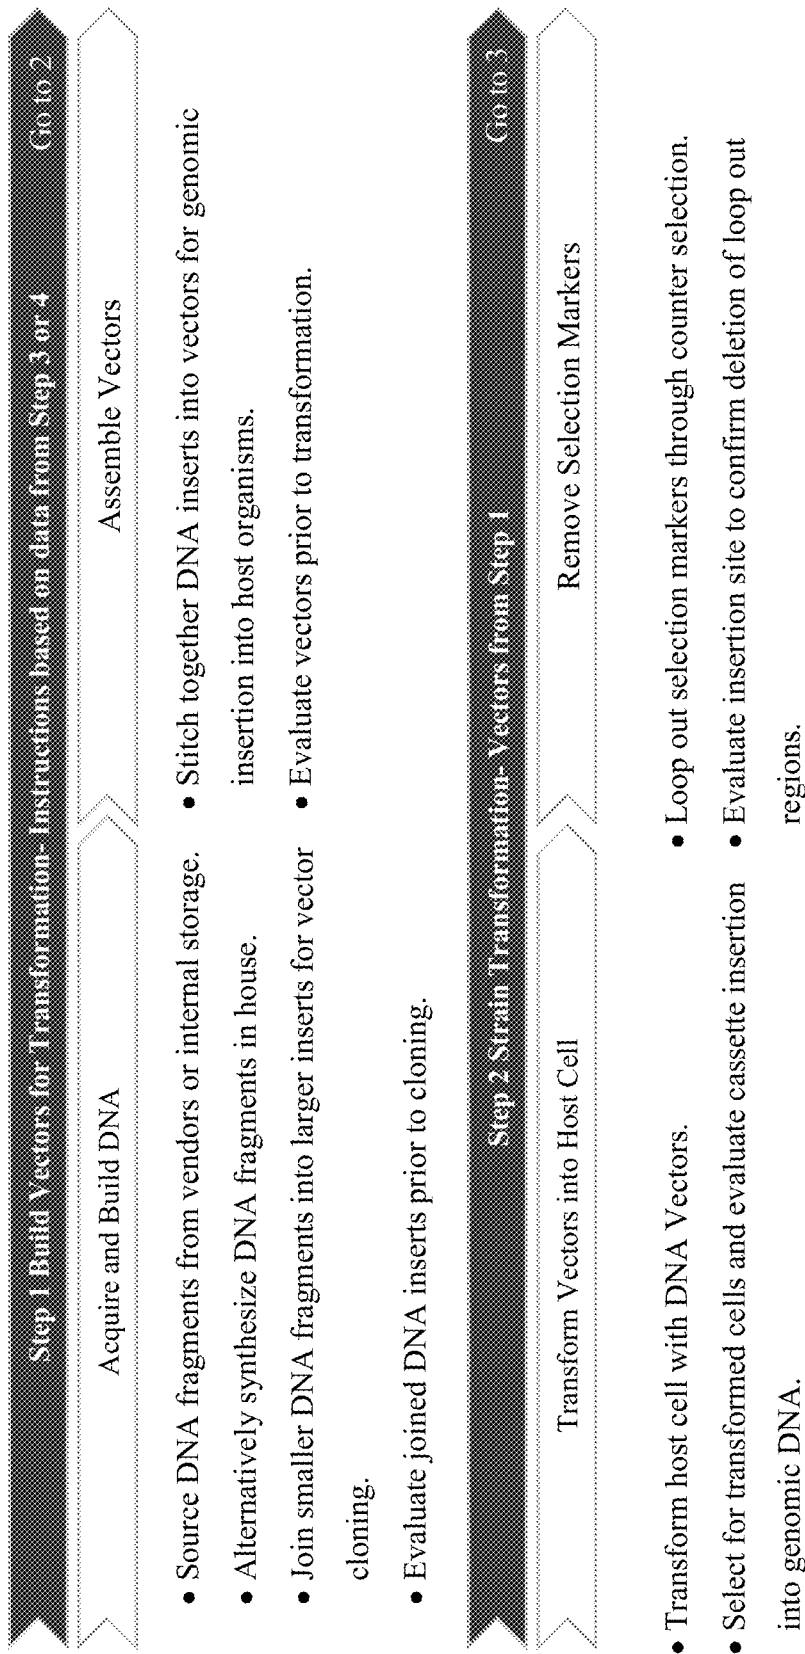 Step 1 Build Vectors for Transformation- Instructions based on data from Step 3 or 4
Go to 2
Acquire and Build DNA
Assemble Vectors
● Source DNA fragments from vendors or internal storage.
● Alternatively synthesize DNA fragments in house.
● Join smaller DNA fragments into larger inserts for vector
cloning.
● Evaluate joined DNA inserts prior to cloning.
● Stitch together DNA inserts into vectors for genomic
insertion into host organisms.
● Evaluate vectors prior to transformation.
Step 2 Strain Transformation- Vectors from Step 1
Go to 3
Transform Vectors into Host Cell
Remove Selection Markers
● Transform host cell with DNA Vectors.
● Select for transformed cells and evaluate cassette insertion
into genomic DNA.
● Loop out selection markers through counter selection.
● Evaluate insertion site to confirm deletion of loop out
regions.